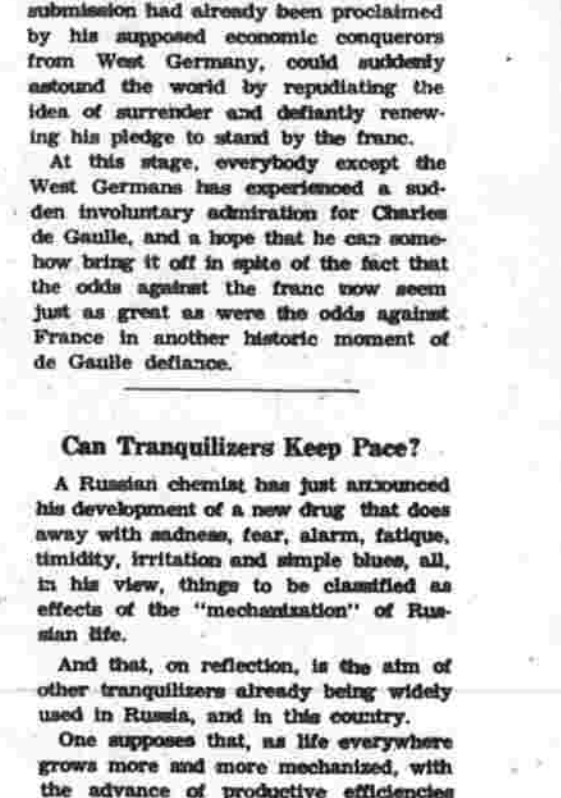 submission had already been proclaimed
by his supposed economic conquerors
from West Germany, could suddenly
astound the world by repudiating the
idea of surrender and defiantly renew-
ing his pledge to stand by the franc.
At this stage, everybody except the
West Germans has experienced a sud-
den involuntary admiration for Charles
de Gaulle, and a hope that he can some-
how bring it off in spite of the fact that
the odds against the franc now seem
just as great as were the odds against
France in another historic moment of
de Gaulle defiance.
Can Tranquilizers Keep Pace?
A Russian chemist has just announced
his development of a new drug that does
away with sadness, fear, alarm, fatique,
timidity, irritation and simple blues, all,
in his view, things to be classified as
effects of the "mechanization" of Rus-
sian life.
And that, on reflection, is the aim of
other tranquilizers already being widely
used in Russia, and in this country.
One supposes that, as life everywhere
grows more and more mechanized, with
the advance of productive efficiencies